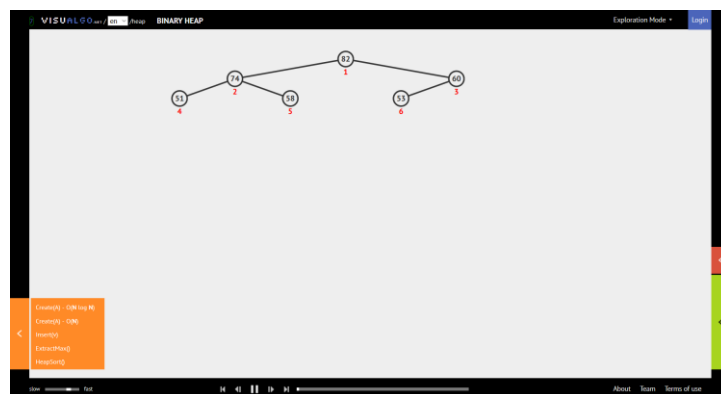 VISUALGO.net / en /heap BINARY HEAP Exploration Mode Login
82
1
74 60
2 3
51 58 53
4 5 6
Create(A) - O(N log N)
Create(A) - O(N)
Insert(v)
ExtractMax()
HeapSort()
slow fast About Team Terms of use